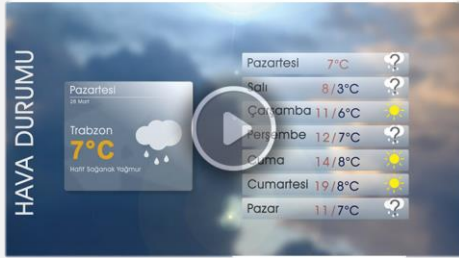 HAVA DURUMU
Pazartesi
28 Mart
Trabzon
7°C
Hafif Sağanak Yağmur
Pazartesi 7°C
Salı 8/3°C
Çarşamba 11/6°C
Perşembe 12/7°C
Cuma 14/8°C
Cumartesi 19/8°C
Pazar 11/7°C